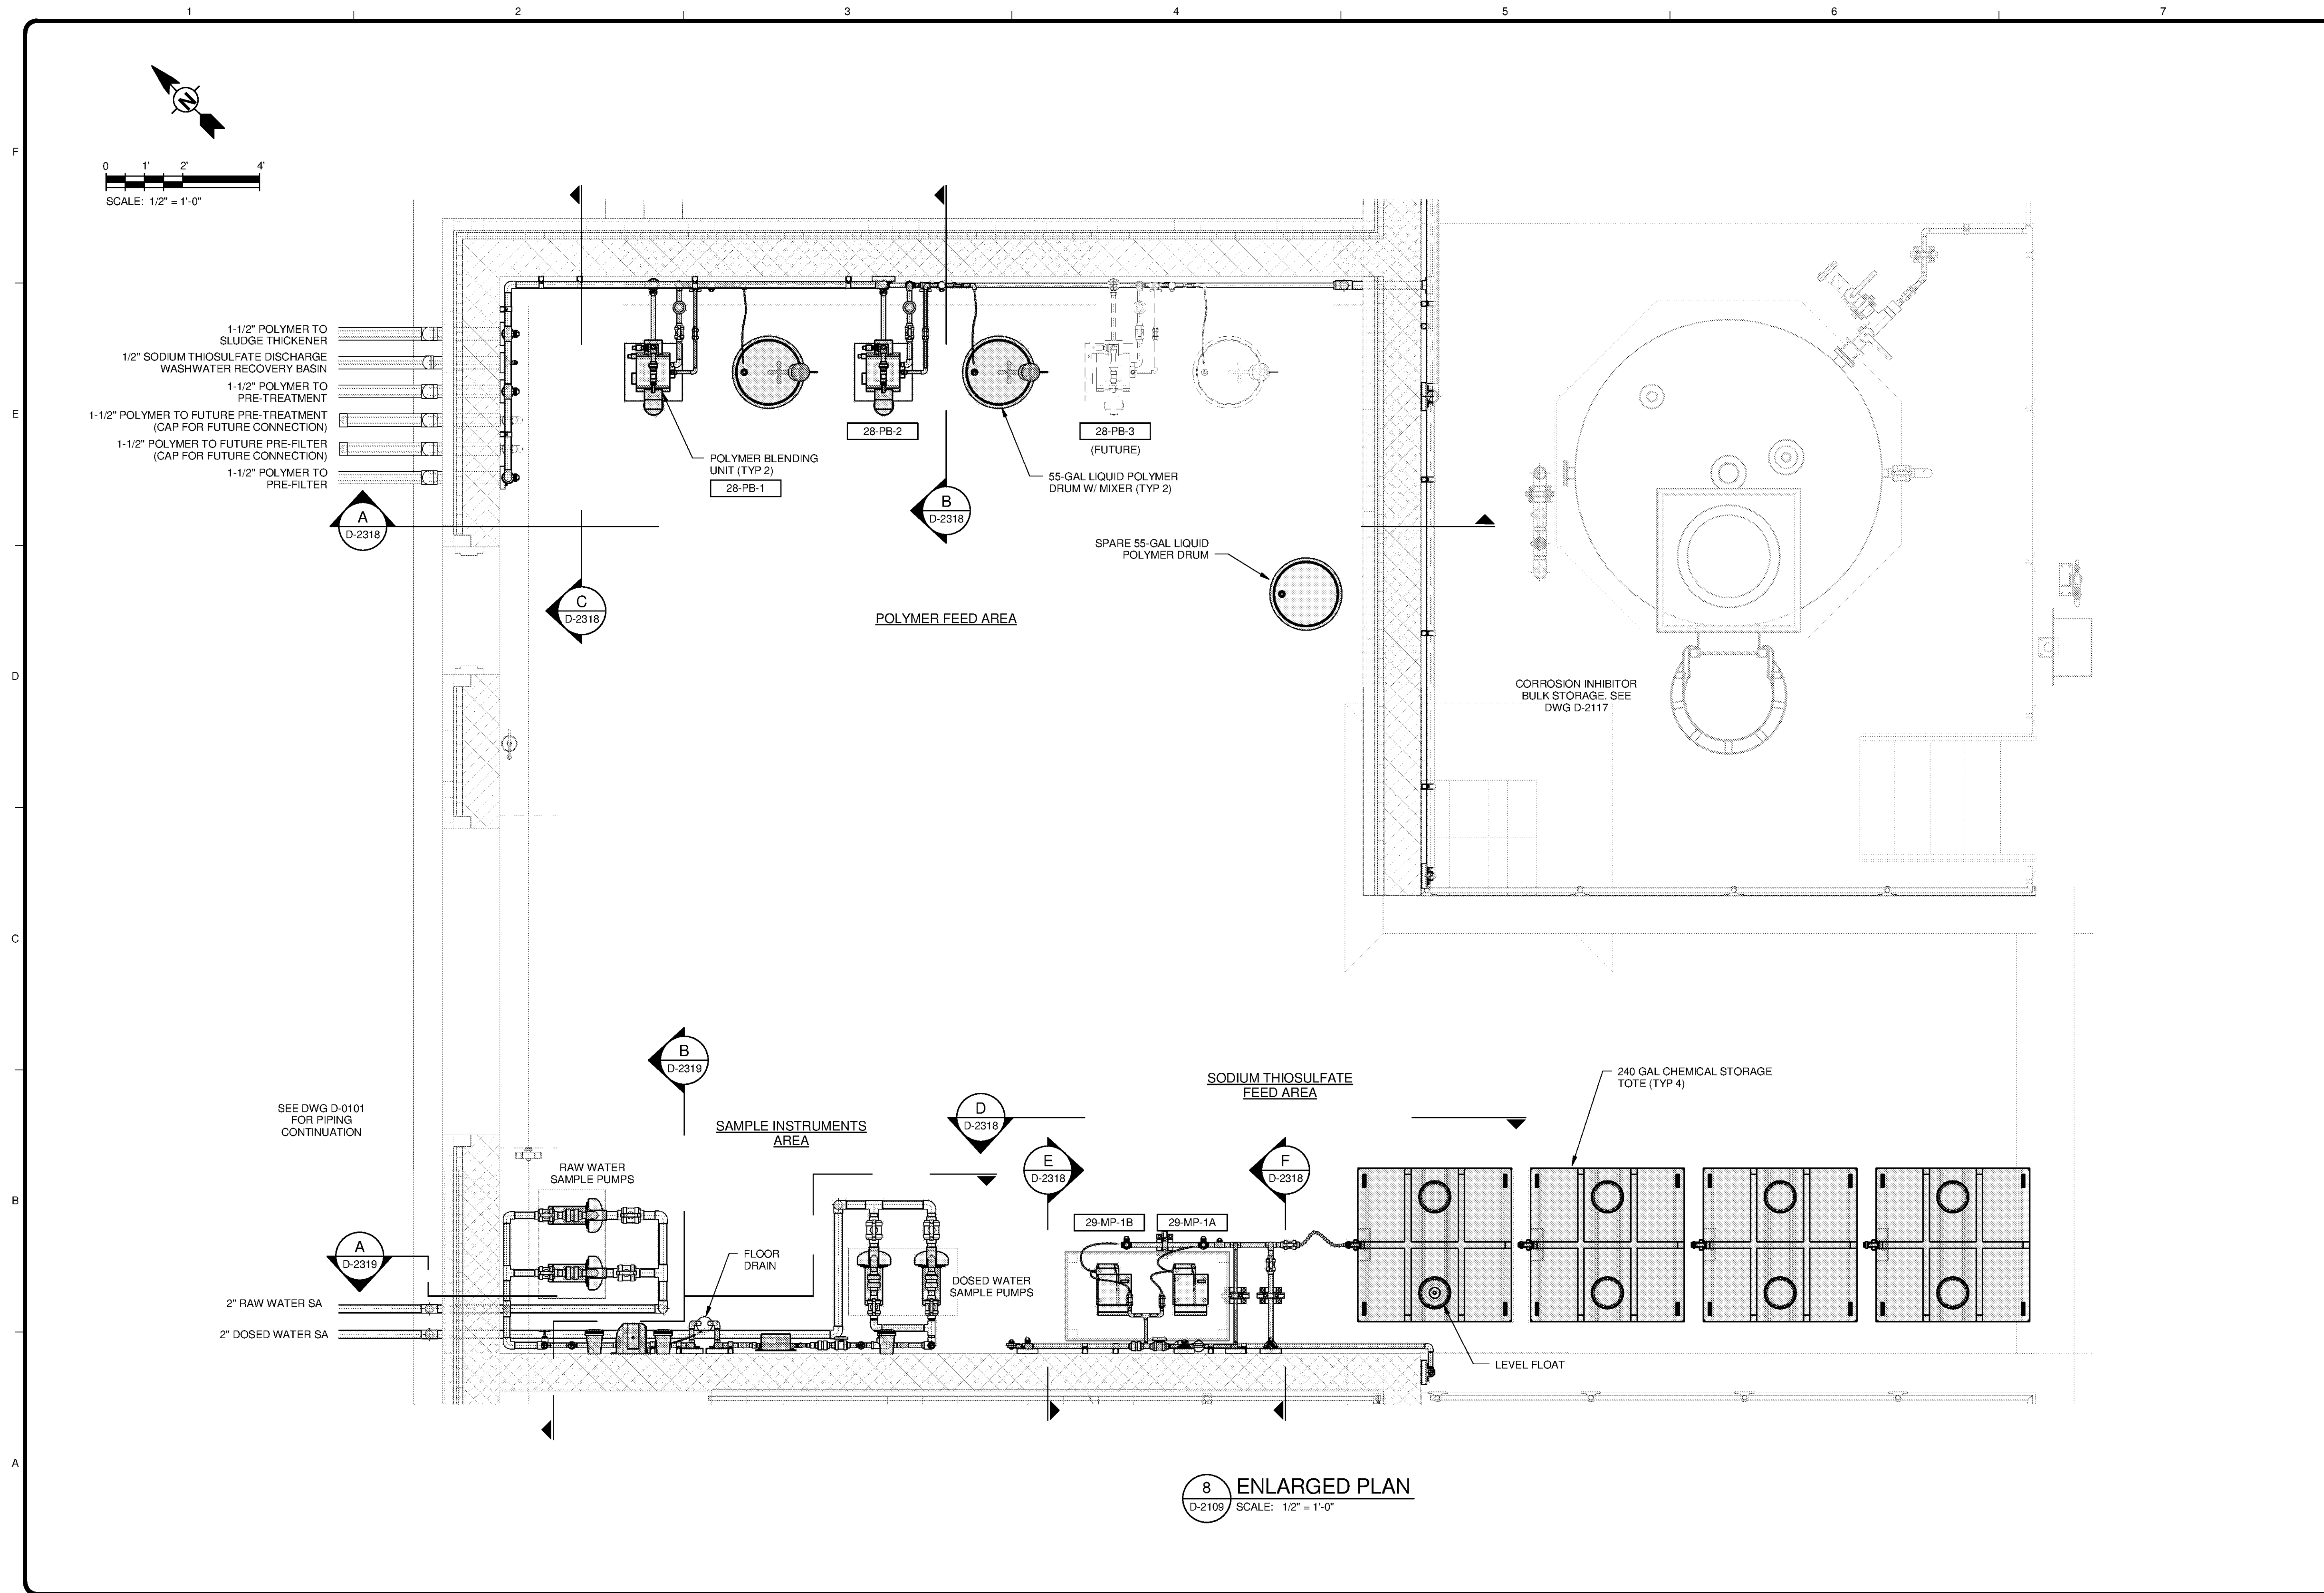 1 2 3 4 5 6 7
F
E
D
C
B
A
N
0 1' 2' 4'
SCALE: 1/2" = 1'-0"
1-1/2" POLYMER TO
SLUDGE THICKENER
1/2" SODIUM THIOSULFATE DISCHARGE
WASHWATER RECOVERY BASIN
1-1/2" POLYMER TO
PRE-TREATMENT
1-1/2" POLYMER TO FUTURE PRE-TREATMENT
(CAP FOR FUTURE CONNECTION)
1-1/2" POLYMER TO FUTURE PRE-FILTER
(CAP FOR FUTURE CONNECTION)
1-1/2" POLYMER TO
PRE-FILTER
A
D-2318
POLYMER BLENDING
UNIT (TYP 2)
28-PB-1
28-PB-2
B
D-2318
28-PB-3
(FUTURE)
55-GAL LIQUID POLYMER
DRUM W/ MIXER (TYP 2)
SPARE 55-GAL LIQUID
POLYMER DRUM
C
D-2318
POLYMER FEED AREA
CORROSION INHIBITOR
BULK STORAGE. SEE
DWG D-2117
B
D-2319
SODIUM THIOSULFATE
FEED AREA
240 GAL CHEMICAL STORAGE
TOTE (TYP 4)
SEE DWG D-0101
FOR PIPING
CONTINUATION
SAMPLE INSTRUMENTS
AREA
D
D-2318
RAW WATER
SAMPLE PUMPS
E
D-2318
F
D-2318
29-MP-1B
29-MP-1A
A
D-2319
FLOOR
DRAIN
DOSED WATER
SAMPLE PUMPS
2" RAW WATER SA
2" DOSED WATER SA
LEVEL FLOAT
8
D-2109
ENLARGED PLAN
SCALE: 1/2" = 1'-0"